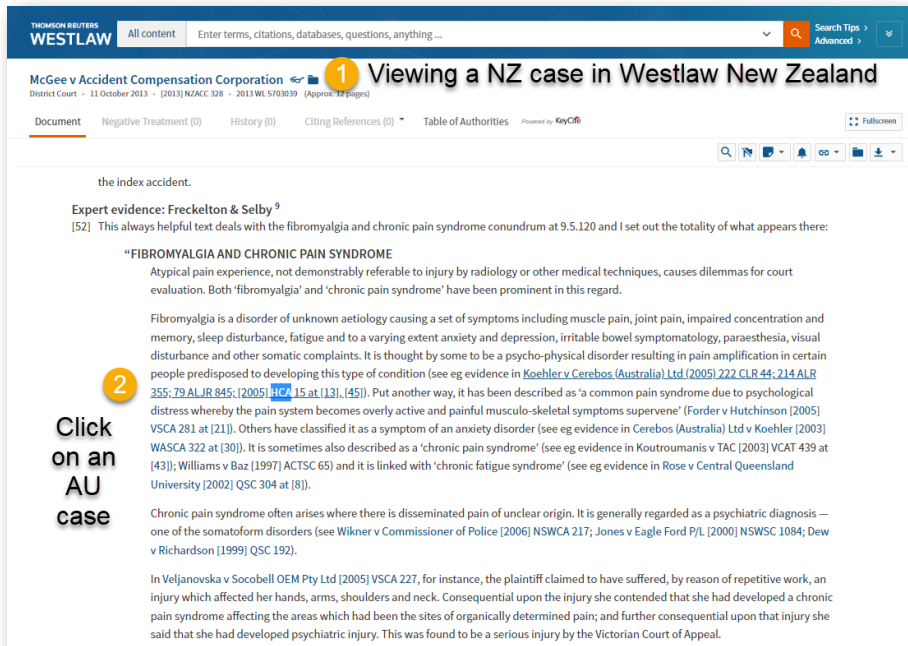 THOMSON REUTERS
WESTLAW
All content
Enter terms, citations, databases, questions, anything ...
Search Tips >
Advanced >
McGee v Accident Compensation Corporation
1 Viewing a NZ case in Westlaw New Zealand
District Court - 11 October 2013 - [2013] NZACC 328 - 2013 WL 5703039 (Approx. 12 pages)
Document Negative Treatment (0) History (0) Citing References (0) Table of Authorities Powered by KeyCite
Fullscreen
the index accident.
Expert evidence: Freckelton & Selby 9
[52] This always helpful text deals with the fibromyalgia and chronic pain syndrome conundrum at 9.5.120 and I set out the totality of what appears there:
“FIBROMYALGIA AND CHRONIC PAIN SYNDROME
Atypical pain experience, not demonstrably referable to injury by radiology or other medical techniques, causes dilemmas for court
evaluation. Both ‘fibromyalgia’ and ‘chronic pain syndrome’ have been prominent in this regard.
Fibromyalgia is a disorder of unknown aetiology causing a set of symptoms including muscle pain, joint pain, impaired concentration and
memory, sleep disturbance, fatigue and to a varying extent anxiety and depression, irritable bowel symptomatology, paraesthesia, visual
disturbance and other somatic complaints. It is thought by some to be a psycho-physical disorder resulting in pain amplification in certain
people predisposed to developing this type of condition (see eg evidence in Koehler v Cerebos (Australia) Ltd (2005) 222 CLR 44; 214 ALR
355; 79 ALJR 845; [2005] HCA 15 at [13], [45]). Put another way, it has been described as ‘a common pain syndrome due to psychological
distress whereby the pain system becomes overly active and painful musculo-skeletal symptoms supervene’ (Forder v Hutchinson [2005]
VSCA 281 at [21]). Others have classified it as a symptom of an anxiety disorder (see eg evidence in Cerebos (Australia) Ltd v Koehler [2003]
WASCA 322 at [30]). It is sometimes also described as a ‘chronic pain syndrome’ (see eg evidence in Koutroumanis v TAC [2003] VCAT 439 at
[43]); Williams v Baz [1997] ACTSC 65) and it is linked with ‘chronic fatigue syndrome’ (see eg evidence in Rose v Central Queensland
University [2002] QSC 304 at [8]).
2
Click
on an
AU
case
Chronic pain syndrome often arises where there is disseminated pain of unclear origin. It is generally regarded as a psychiatric diagnosis —
one of the somatoform disorders (see Wikner v Commissioner of Police [2006] NSWCA 217; Jones v Eagle Ford P/L [2000] NSWSC 1084; Dew
v Richardson [1999] QSC 192).
In Veljanovska v Socobell OEM Pty Ltd [2005] VSCA 227, for instance, the plaintiff claimed to have suffered, by reason of repetitive work, an
injury which affected her hands, arms, shoulders and neck. Consequential upon the injury she contended that she had developed a chronic
pain syndrome affecting the areas which had been the sites of organically determined pain; and further consequential upon that injury she
said that she had developed psychiatric injury. This was found to be a serious injury by the Victorian Court of Appeal.